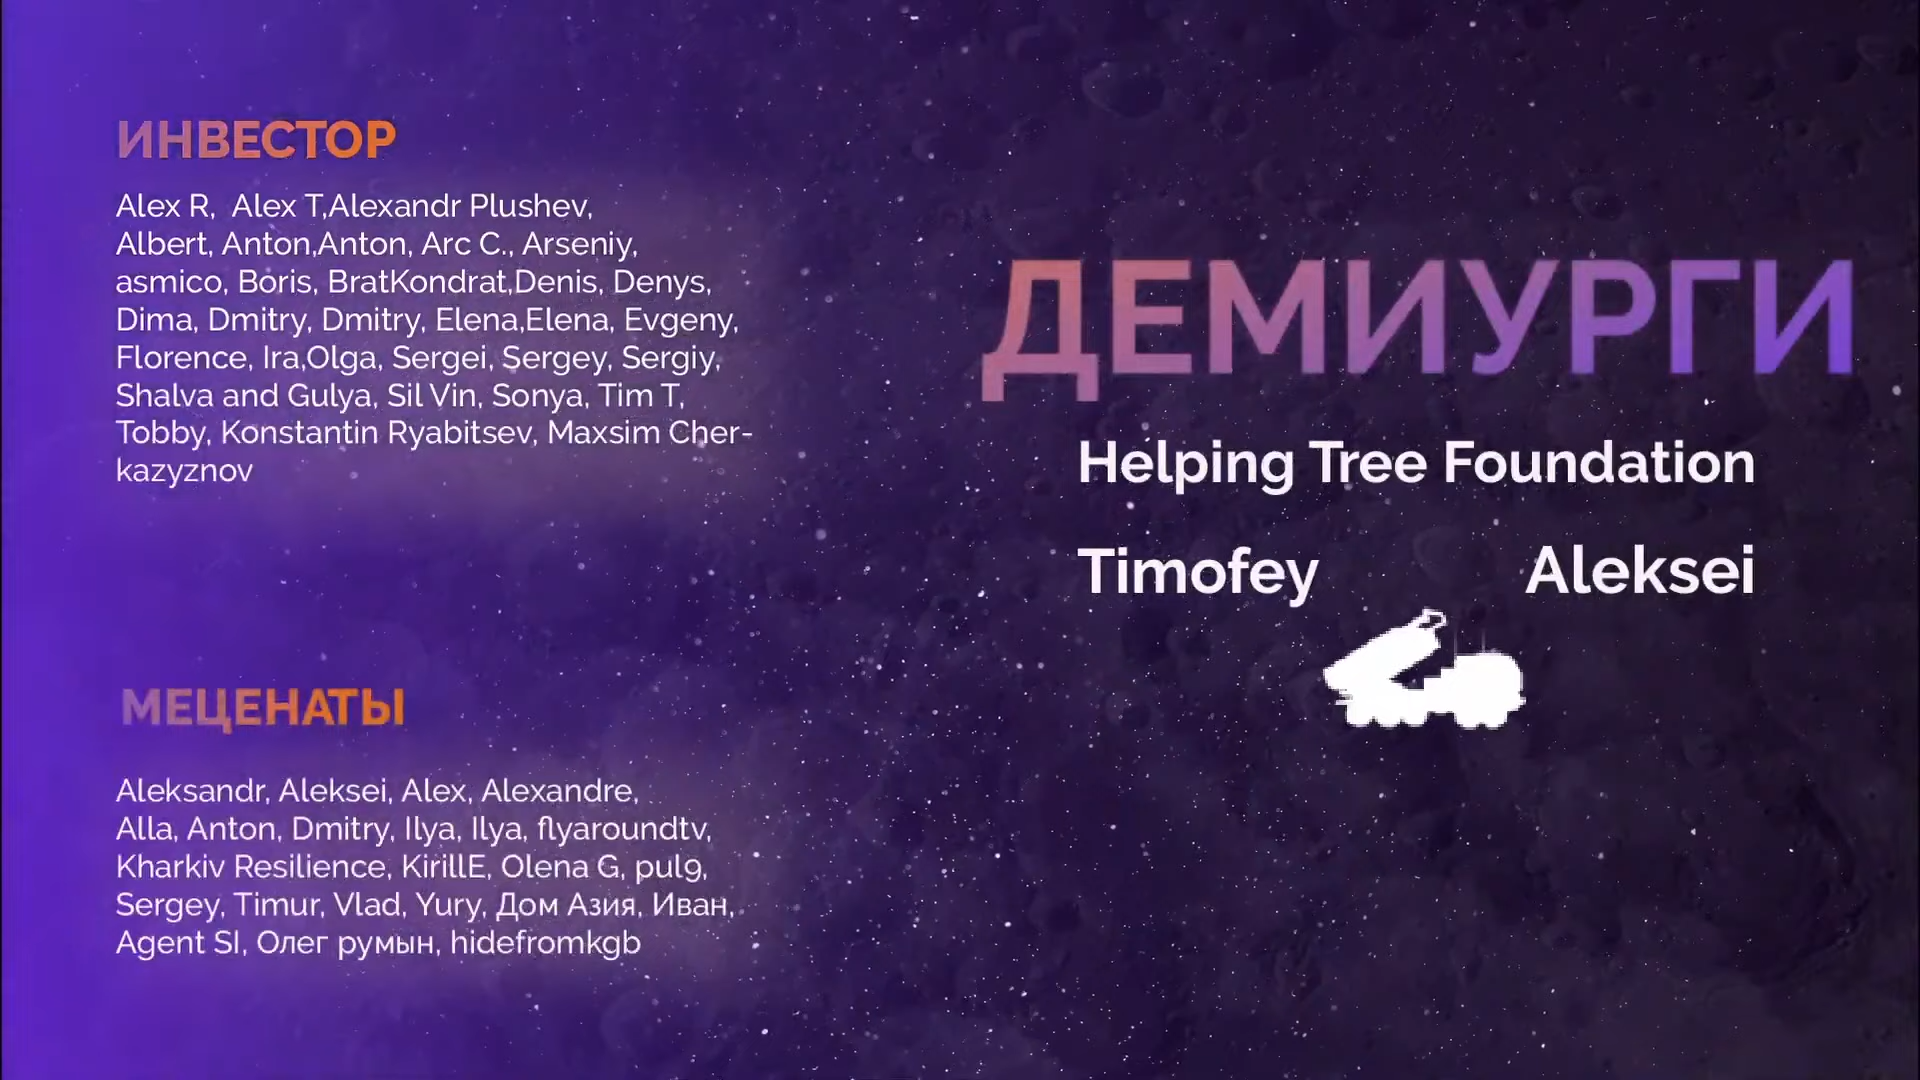 ИНВЕСТОР
Alex R,  Alex T,Alexandr Plushev,
Albert, Anton,Anton, Arc C., Arseniy,
asmico, Boris, BratKondrat,Denis, Denys,
Dima, Dmitry, Dmitry, Elena,Elena, Evgeny,
Florence, Ira,Olga, Sergei, Sergey, Sergiy,
Shalva and Gulya, Sil Vin, Sonya, Tim T,
Tobby, Konstantin Ryabitsev, Maxsim Cher-
kazyznov
МЕЦЕНАТЫ
Aleksandr, Aleksei, Alex, Alexandre,
Alla, Anton, Dmitry, Ilya, Ilya, flyaroundtv,
Kharkiv Resilience, KirillE, Olena G, pul9,
Sergey, Timur, Vlad, Yury, Дом Азия, Иван,
Agent SI, Олег румын, hidefromkgb
ДЕМИУРГИ
Helping Tree Foundation
Timofey Aleksei